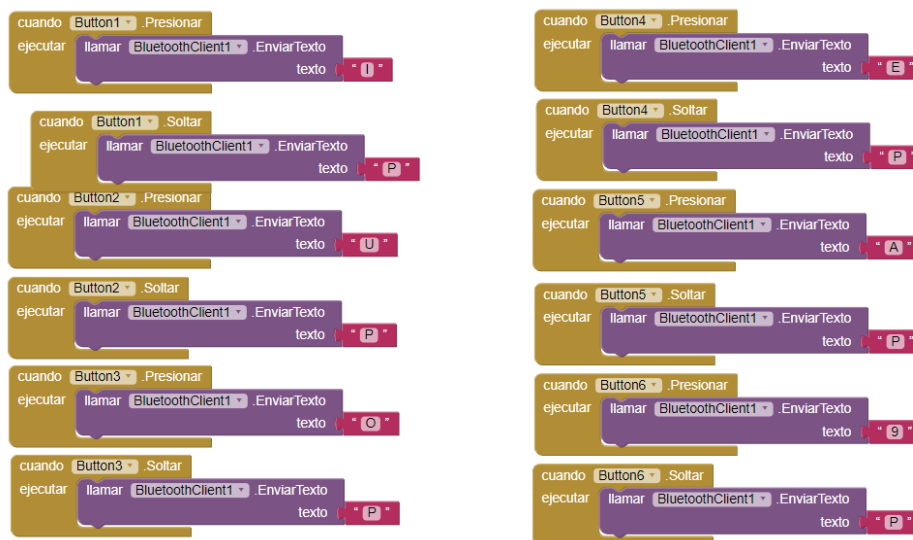 cuando Button1 .Presionar
ejecutar llamar BluetoothClient1 .EnviarTexto
texto " I "
cuando Button1 .Soltar
ejecutar llamar BluetoothClient1 .EnviarTexto
texto " P "
cuando Button2 .Presionar
ejecutar llamar BluetoothClient1 .EnviarTexto
texto " U "
cuando Button2 .Soltar
ejecutar llamar BluetoothClient1 .EnviarTexto
texto " P "
cuando Button3 .Presionar
ejecutar llamar BluetoothClient1 .EnviarTexto
texto " O "
cuando Button3 .Soltar
ejecutar llamar BluetoothClient1 .EnviarTexto
texto " P "
cuando Button4 .Presionar
ejecutar llamar BluetoothClient1 .EnviarTexto
texto " E "
cuando Button4 .Soltar
ejecutar llamar BluetoothClient1 .EnviarTexto
texto " P "
cuando Button5 .Presionar
ejecutar llamar BluetoothClient1 .EnviarTexto
texto " A "
cuando Button5 .Soltar
ejecutar llamar BluetoothClient1 .EnviarTexto
texto " P "
cuando Button6 .Presionar
ejecutar llamar BluetoothClient1 .EnviarTexto
texto " 9 "
cuando Button6 .Soltar
ejecutar llamar BluetoothClient1 .EnviarTexto
texto " P "